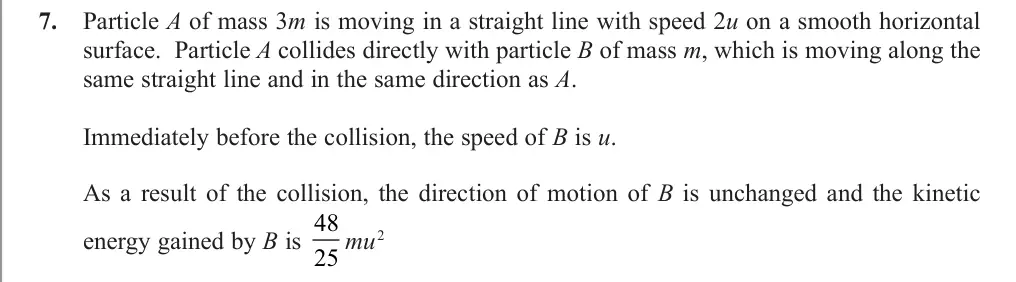 7. Particle A of mass 3m is moving in a straight line with speed 2u on a smooth horizontal
surface. Particle A collides directly with particle B of mass m, which is moving along the
same straight line and in the same direction as A.
Immediately before the collision, the speed of B is u.
As a result of the collision, the direction of motion of B is unchanged and the kinetic
energy gained by B is 48/25 mu²